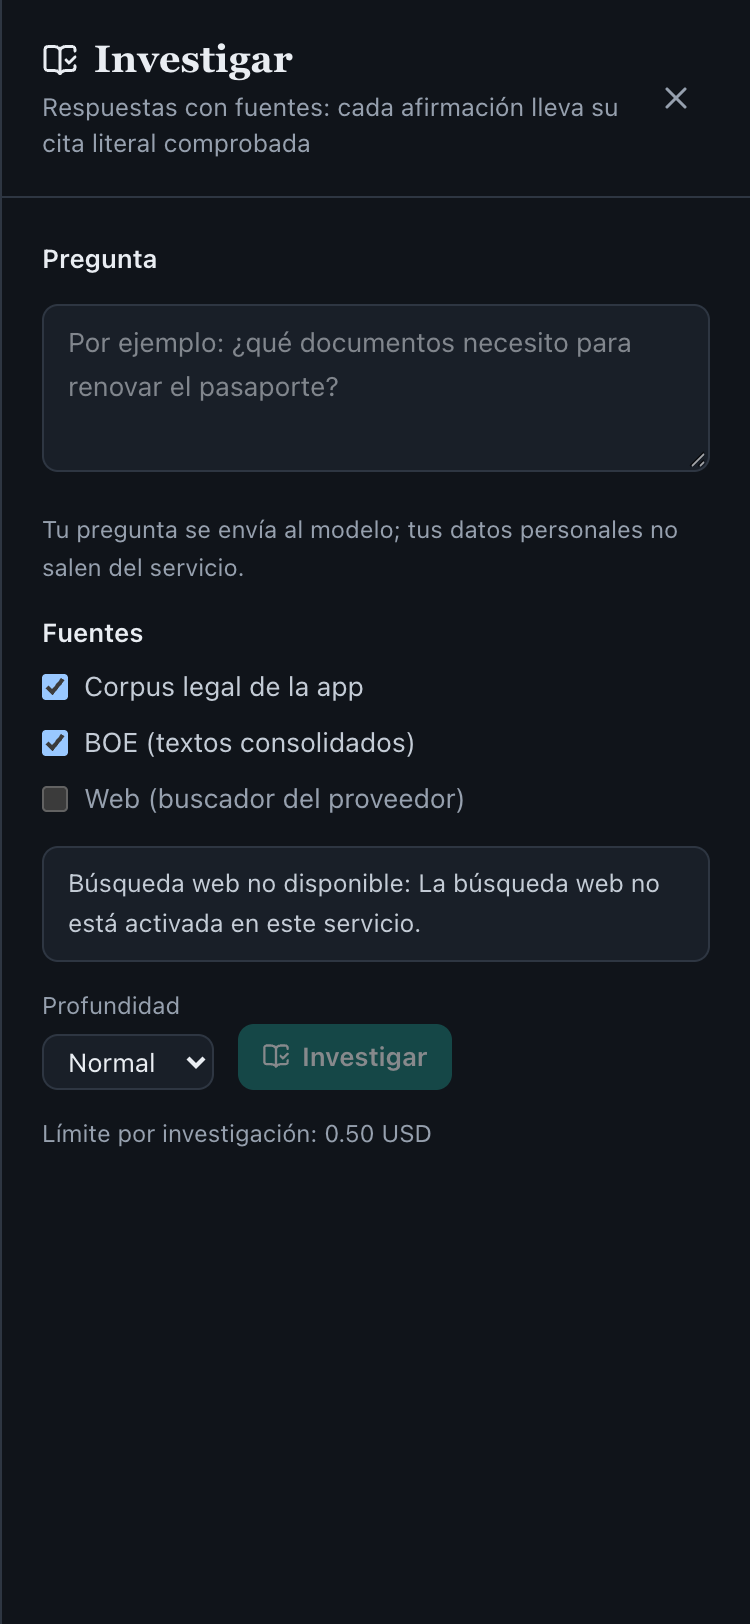 Investigar
Respuestas con fuentes: cada afirmación lleva su
cita literal comprobada
Pregunta
Por ejemplo: ¿qué documentos necesito para
renovar el pasaporte?
Tu pregunta se envía al modelo; tus datos personales no
salen del servicio.
Fuentes
Corpus legal de la app
BOE (textos consolidados)
Web (buscador del proveedor)
Búsqueda web no disponible: La búsqueda web no
está activada en este servicio.
Profundidad
Normal
Investigar
Límite por investigación: 0.50 USD